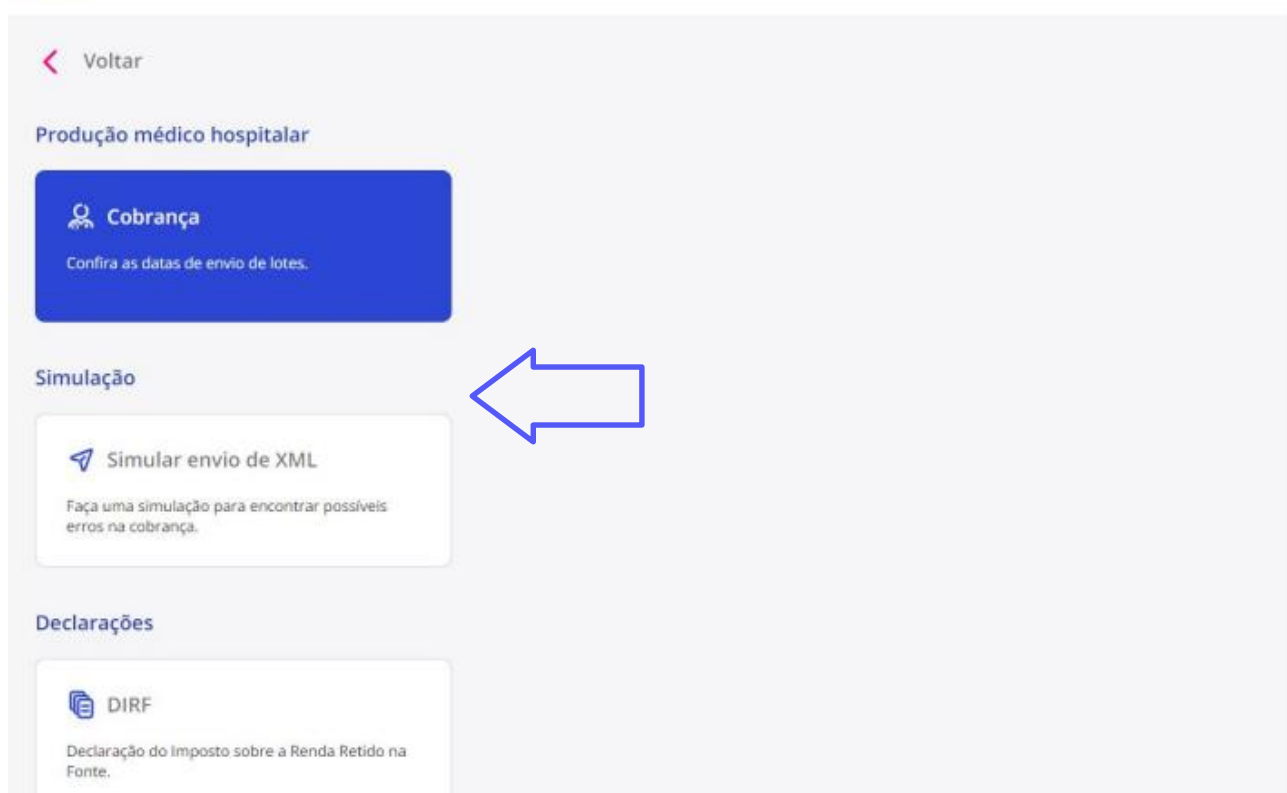 Voltar
Produção médico hospitalar
Cobrança
Confira as datas de envio de lotes.
Simulação
Simular envio de XML
Faça uma simulação para encontrar possíveis
erros na cobrança.
Declarações
DIRF
Declaração do Imposto sobre a Renda Retido na
Fonte.